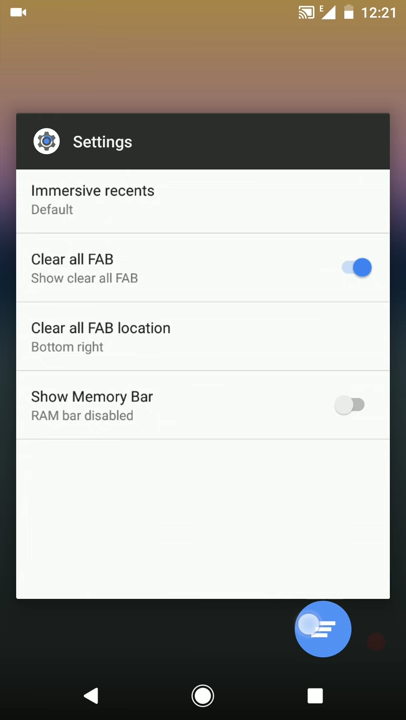 E 12:21
Settings
Immersive recents
Default
Clear all FAB
Show clear all FAB
Clear all FAB location
Bottom right
Show Memory Bar
RAM bar disabled